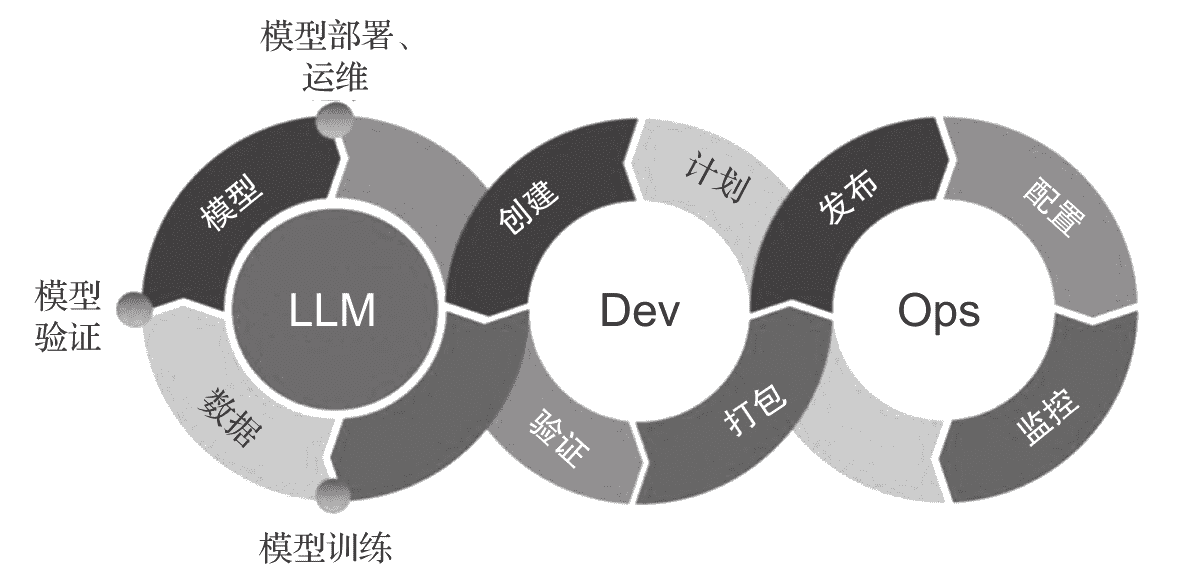 模型部署、
运维
模型
创建
计划
发布
配置
模型
验证
LLM
Dev
Ops
数据
验证
打包
监控
模型训练